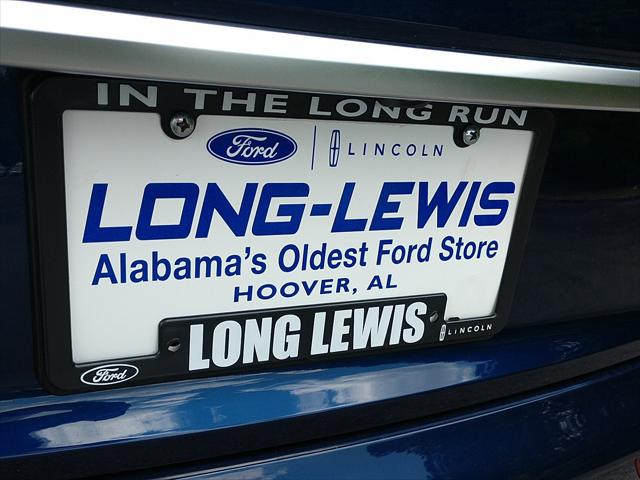 IN THE LONG RUN
Ford LINCOLN
LONG-LEWIS
Alabama's Oldest Ford Store
HOOVER, AL
LONG LEWIS
Ford LINCOLN